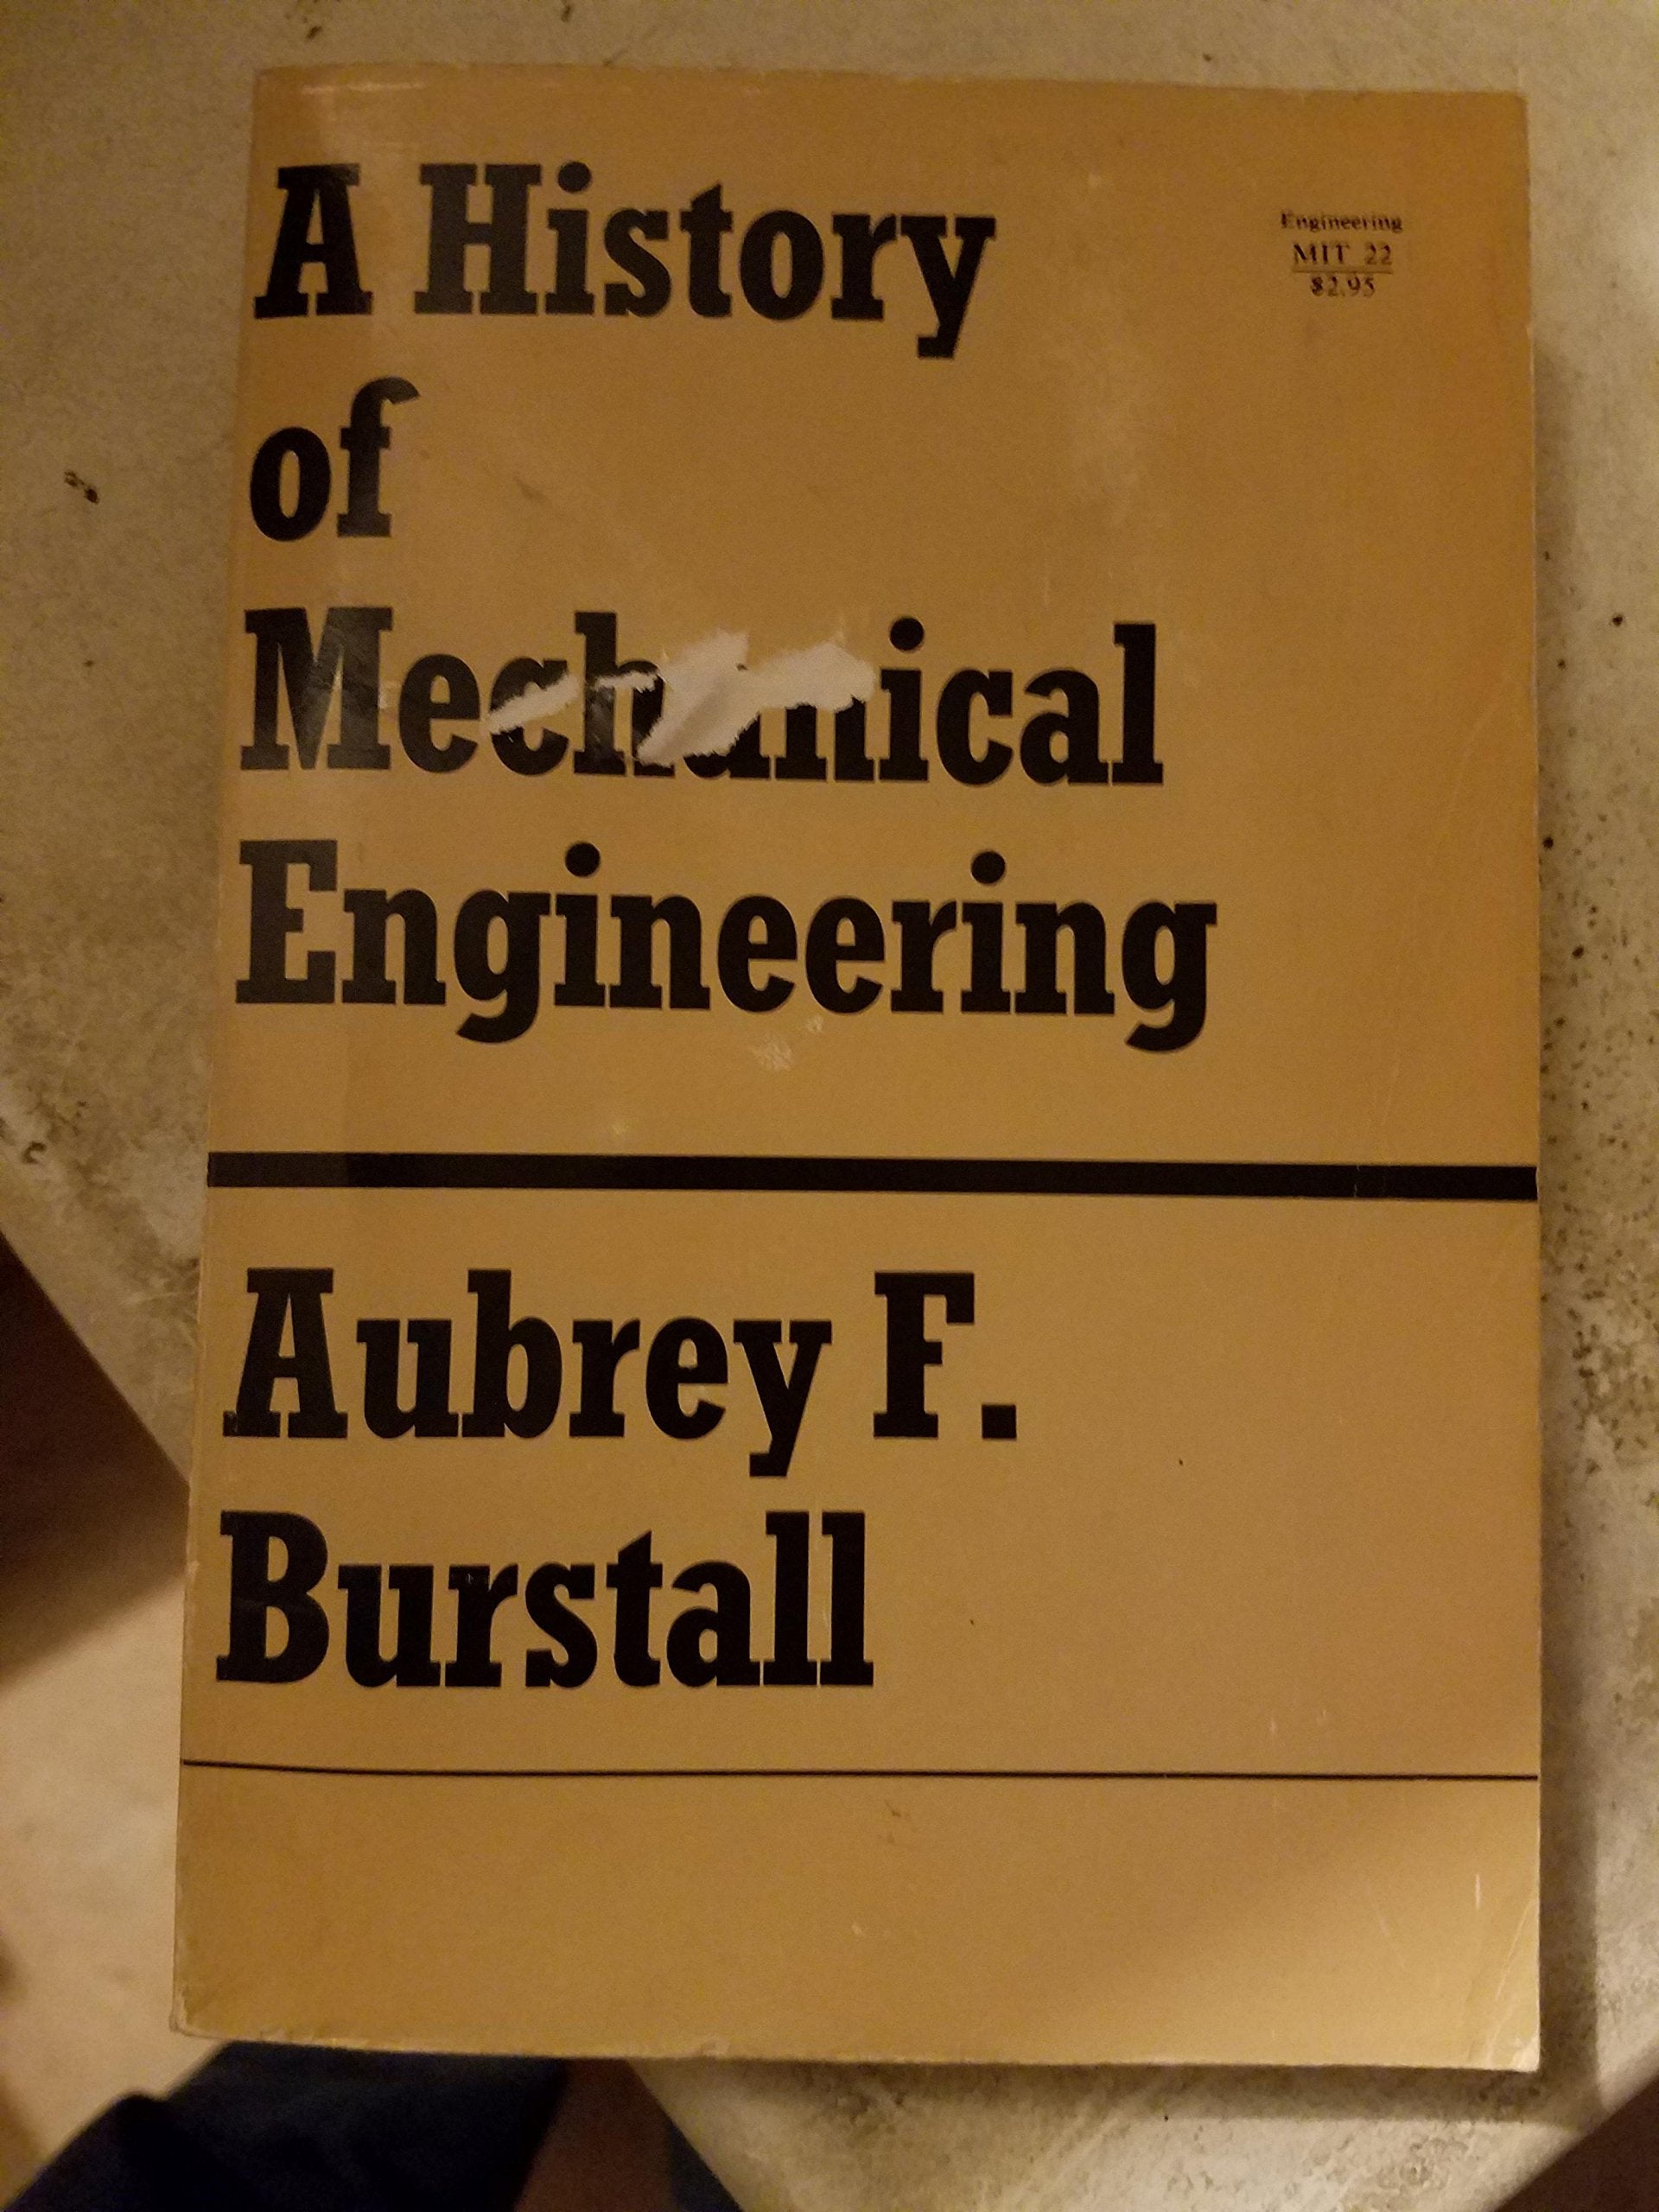 A History
of
Mechanical
Engineering
Engineering
MIT 22
$2.95
Aubrey F.
Burstall